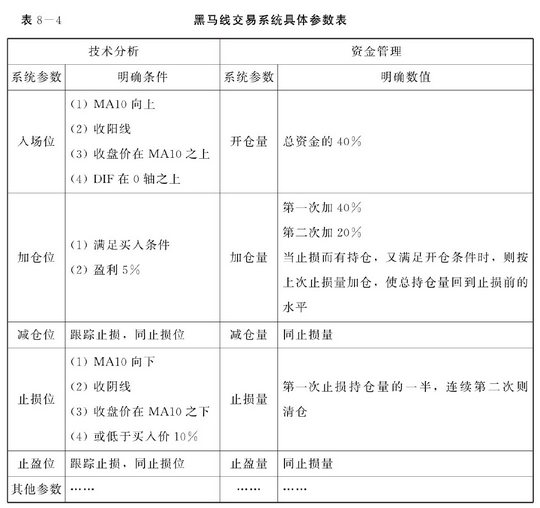 表 8－4 黑马线交易系统具体参数表
技术分析 资金管理
系统参数 明确条件 系统参数 明确数值
入场位
(1) MA10 向上
(2) 收阳线
(3) 收盘价在 MA10 之上
(4) DIF 在 0 轴之上
开仓量
总资金的 40%
加仓位
(1) 满足买入条件
(2) 盈利 5%
加仓量
第一次加 40%
第二次加 20%
当止损而有持仓，又满足开仓条件时，则按
上次止损量加仓，使总持仓量回到止损前的
水平
减仓位 跟踪止损，同止损位 减仓量 同止损量
止损位
(1) MA10 向下
(2) 收阴线
(3) 收盘价在 MA10 之下
(4) 或低于买入价 10%
止损量
第一次止损持仓量的一半，连续第二次则
清仓
止盈位 跟踪止损，同止损位 止盈量 同止损量
其他参数 …… …… ……